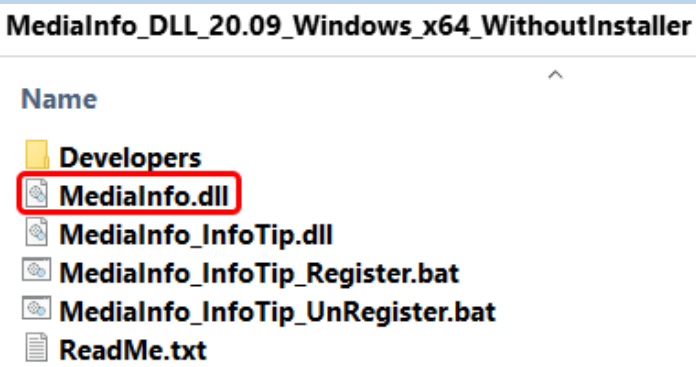 MediaInfo_DLL_20.09_Windows_x64_WithoutInstaller
Name
Developers
MediaInfo.dll
MediaInfo_InfoTip.dll
MediaInfo_InfoTip_Register.bat
MediaInfo_InfoTip_UnRegister.bat
ReadMe.txt